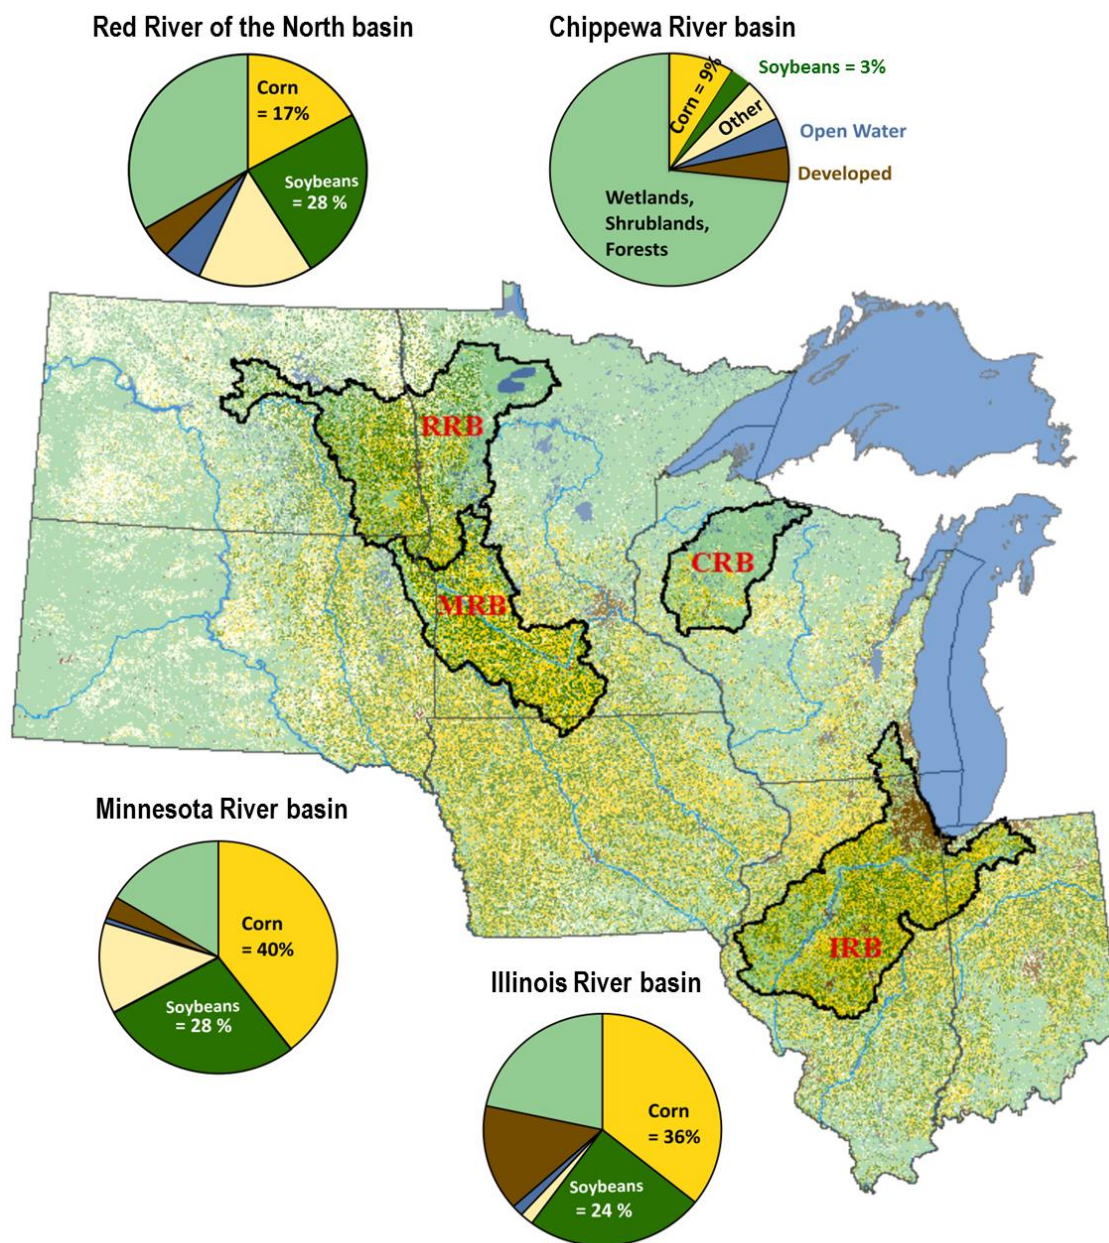 Red River of the North basin
Chippewa River basin
Corn
= 17%
Soybeans
= 28 %
Corn = 9%
Soybeans = 3%
Other
Open Water
Developed
Wetlands,
Shrublands,
Forests
RRB
CRB
MRB
Minnesota River basin
Corn
= 40%
Soybeans
= 28 %
IRB
Illinois River basin
Corn
= 36%
Soybeans
= 24 %